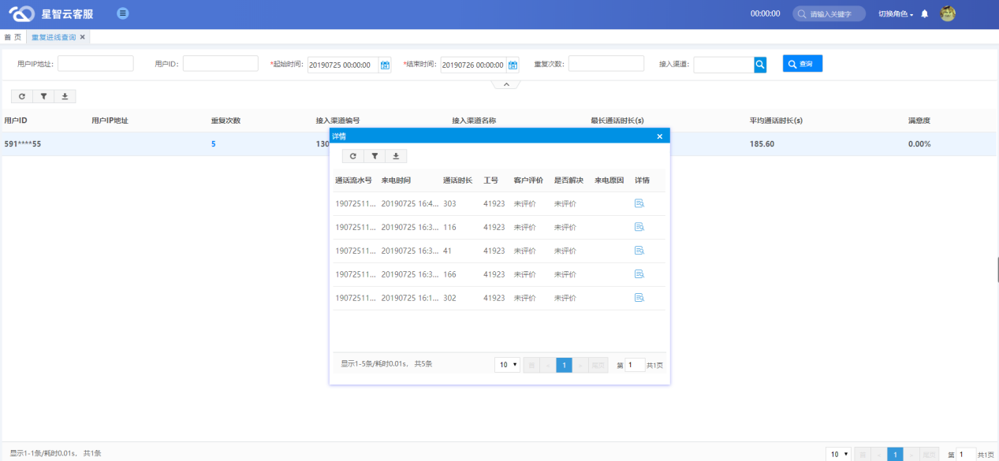 星智云客服
00:00:00 请输入关键字 切换角色
首 页 重复进线查询 ×
用户IP地址: 用户ID: *起始时间: 20190725 00:00:00 *结束时间: 20190726 00:00:00 重复次数: 接入渠道: 查询
用户ID 用户IP地址 重复次数 接入渠道编号 接入渠道名称 最长通话时长(s) 平均通话时长(s) 满意度
591****55 5 130 185.60 0.00%
详情 ×
通话流水号 来电时间 通话时长 工号 客户评价 是否解决 来电原因 详情
19072511... 20190725 16:4... 303 41923 未评价 未评价
19072511... 20190725 16:3... 116 41923 未评价 未评价
19072511... 20190725 16:3... 41 41923 未评价 未评价
19072511... 20190725 16:3... 166 41923 未评价 未评价
19072511... 20190725 16:1... 302 41923 未评价 未评价
显示1-5条/耗时0.01s, 共5条 10 首 < 1 > 尾页 第 1 共1页
显示1-1条/耗时0.01s, 共1条 10 首 < 1 > 尾页 第 1 共1页